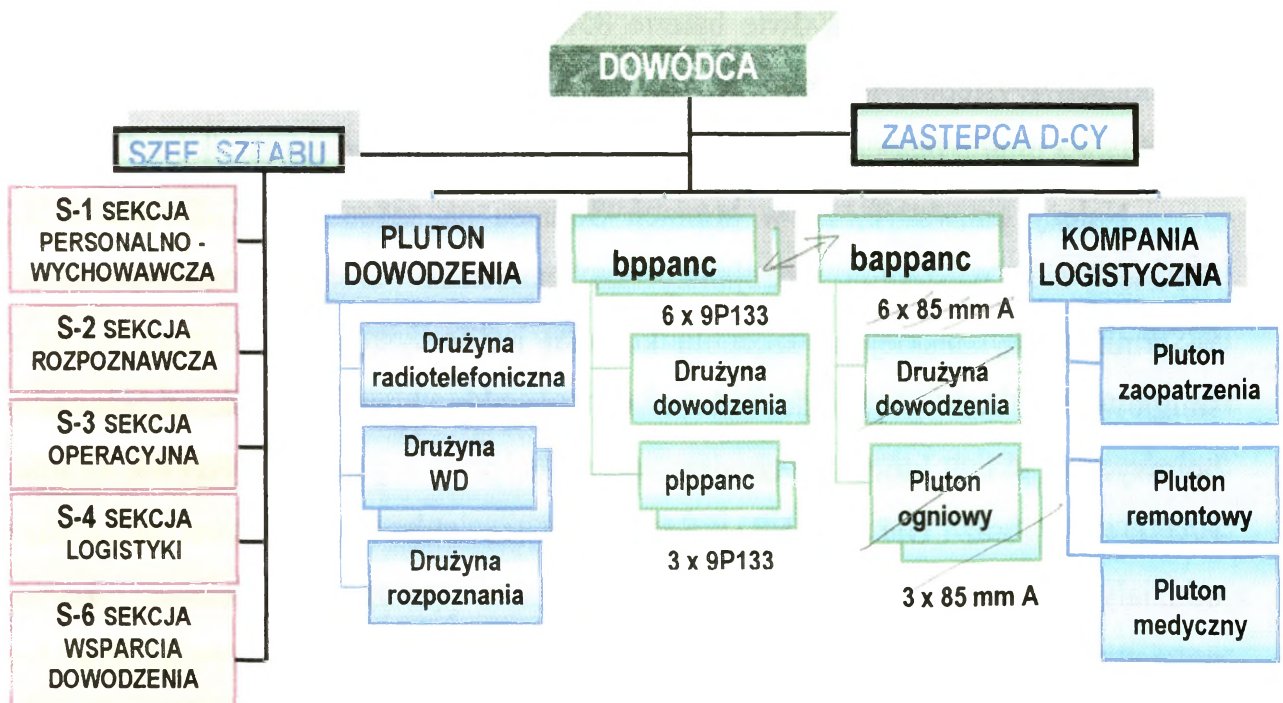 DOWÓDCA
SZEF SZTABU
ZASTEPCA D-CY
S-1 SEKCJA
PERSONALNO -
WYCHOWAWCZA
S-2 SEKCJA
ROZPOZNAWCZA
S-3 SEKCJA
OPERACYJNA
S-4 SEKCJA
LOGISTYKI
S-6 SEKCJA
WSPARCIA
DOWODZENIA
PLUTON
DOWODZENIA
Drużyna
radiotelefoniczna
Drużyna
WD
Drużyna
rozpoznania
bppanc
6 x 9P133
Drużyna
dowodzenia
plppanc
3 x 9P133
bappanc
6 x 85 mm A
Drużyna
dowodzenia
Pluton
ogniowy
3 x 85 mm A
KOMPANIA
LOGISTYCZNA
Pluton
zaopatrzenia
Pluton
remontowy
Pluton
medyczny